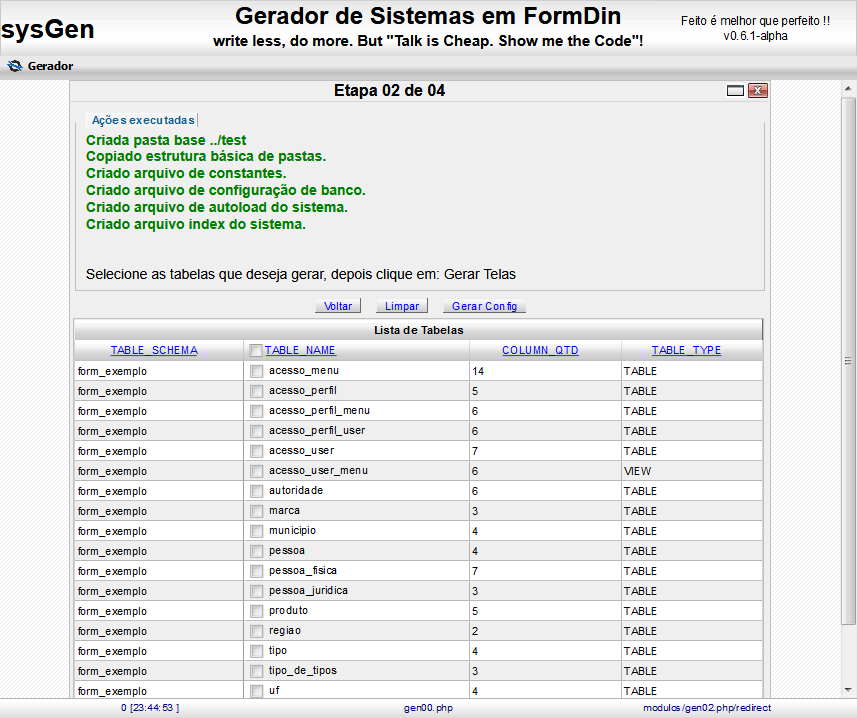 sysGen
Gerador de Sistemas em FormDin
write less, do more. But "Talk is Cheap. Show me the Code"!
Feito é melhor que perfeito !!
v0.6.1-alpha
Gerador
Etapa 02 de 04
Ações executadas
Criada pasta base ../test
Copiado estrutura básica de pastas.
Criado arquivo de constantes.
Criado arquivo de configuração de banco.
Criado arquivo de autoload do sistema.
Criado arquivo index do sistema.
Selecione as tabelas que deseja gerar, depois clique em: Gerar Telas
Voltar Limpar Gerar Config
Lista de Tabelas
TABLE_SCHEMA TABLE_NAME COLUMN_QTD TABLE_TYPE
form_exemplo acesso_menu 14 TABLE
form_exemplo acesso_perfil 5 TABLE
form_exemplo acesso_perfil_menu 6 TABLE
form_exemplo acesso_perfil_user 6 TABLE
form_exemplo acesso_user 7 TABLE
form_exemplo acesso_user_menu 6 VIEW
form_exemplo autoridade 6 TABLE
form_exemplo marca 3 TABLE
form_exemplo municipio 4 TABLE
form_exemplo pessoa 4 TABLE
form_exemplo pessoa_fisica 7 TABLE
form_exemplo pessoa_juridica 3 TABLE
form_exemplo produto 5 TABLE
form_exemplo regiao 2 TABLE
form_exemplo tipo 4 TABLE
form_exemplo tipo_de_tipos 3 TABLE
form_exemplo uf 4 TABLE
0 [23:44:53 ] gen00.php modulos/gen02.php/redirect